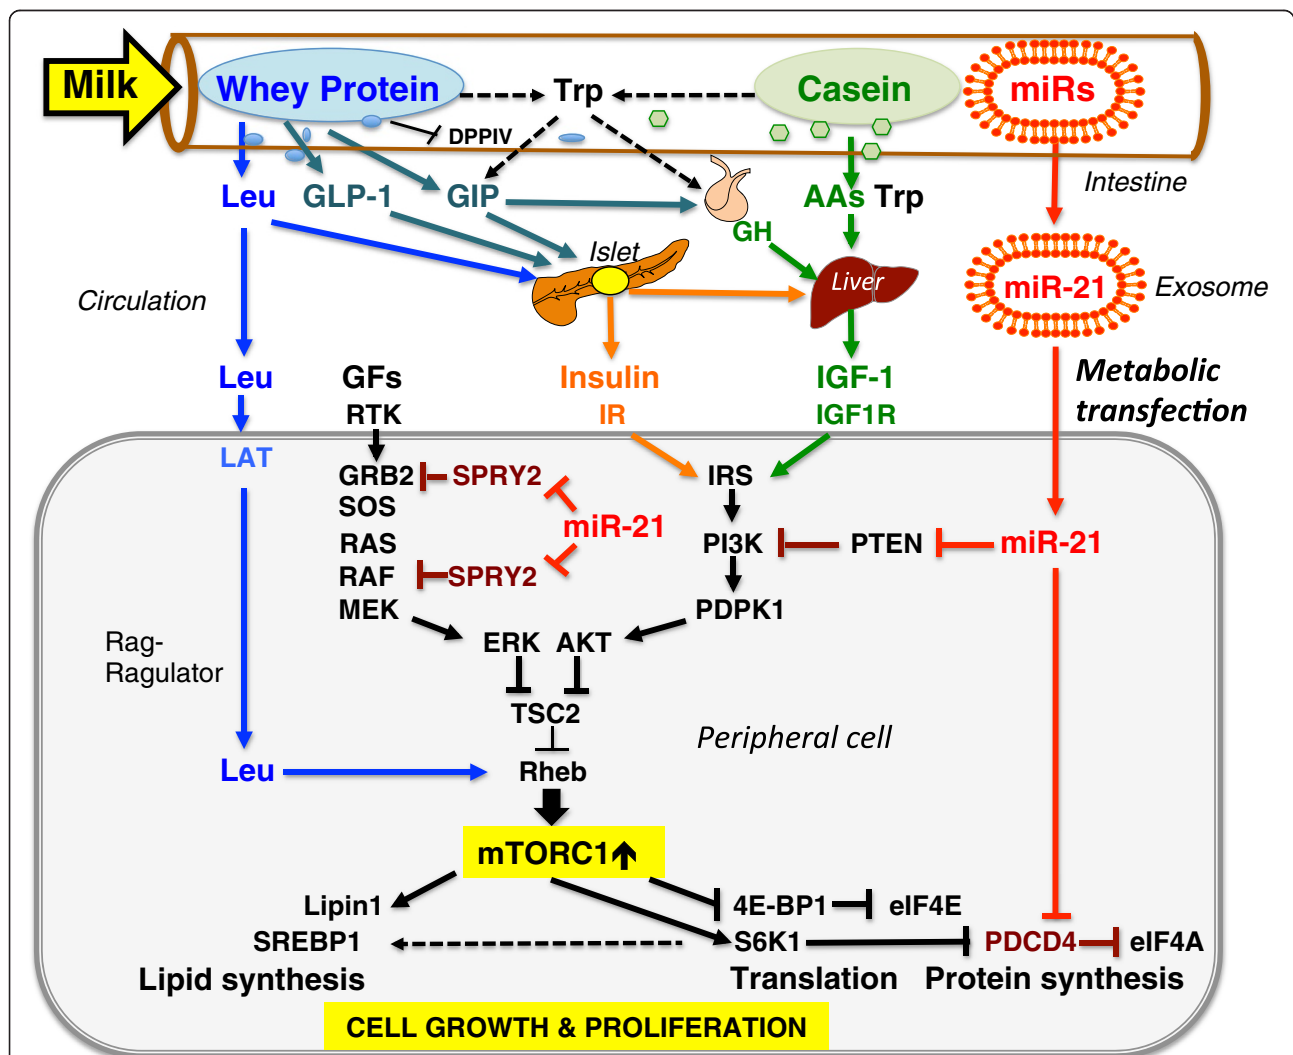 Milk
Whey Protein
Trp
Casein
miRs
DPPIV
Intestine
Leu
GLP-1
GIP
AAs Trp
GH
Islet
Liver
miR-21
Exosome
Circulation
Leu
GFs
Insulin
IGF-1
Metabolic
transfection
RTK
IR
IGF1R
LAT
GRB2
SPRY2
IRS
SOS
miR-21
RAS
PI3K
PTEN
miR-21
RAF
SPRY2
MEK
PDPK1
Rag-
Ragulator
ERK
AKT
TSC2
Peripheral cell
Leu
Rheb
mTORC1
Lipin1
4E-BP1
eIF4E
SREBP1
S6K1
PDCD4
eIF4A
Lipid synthesis
Translation
Protein synthesis
CELL GROWTH & PROLIFERATION